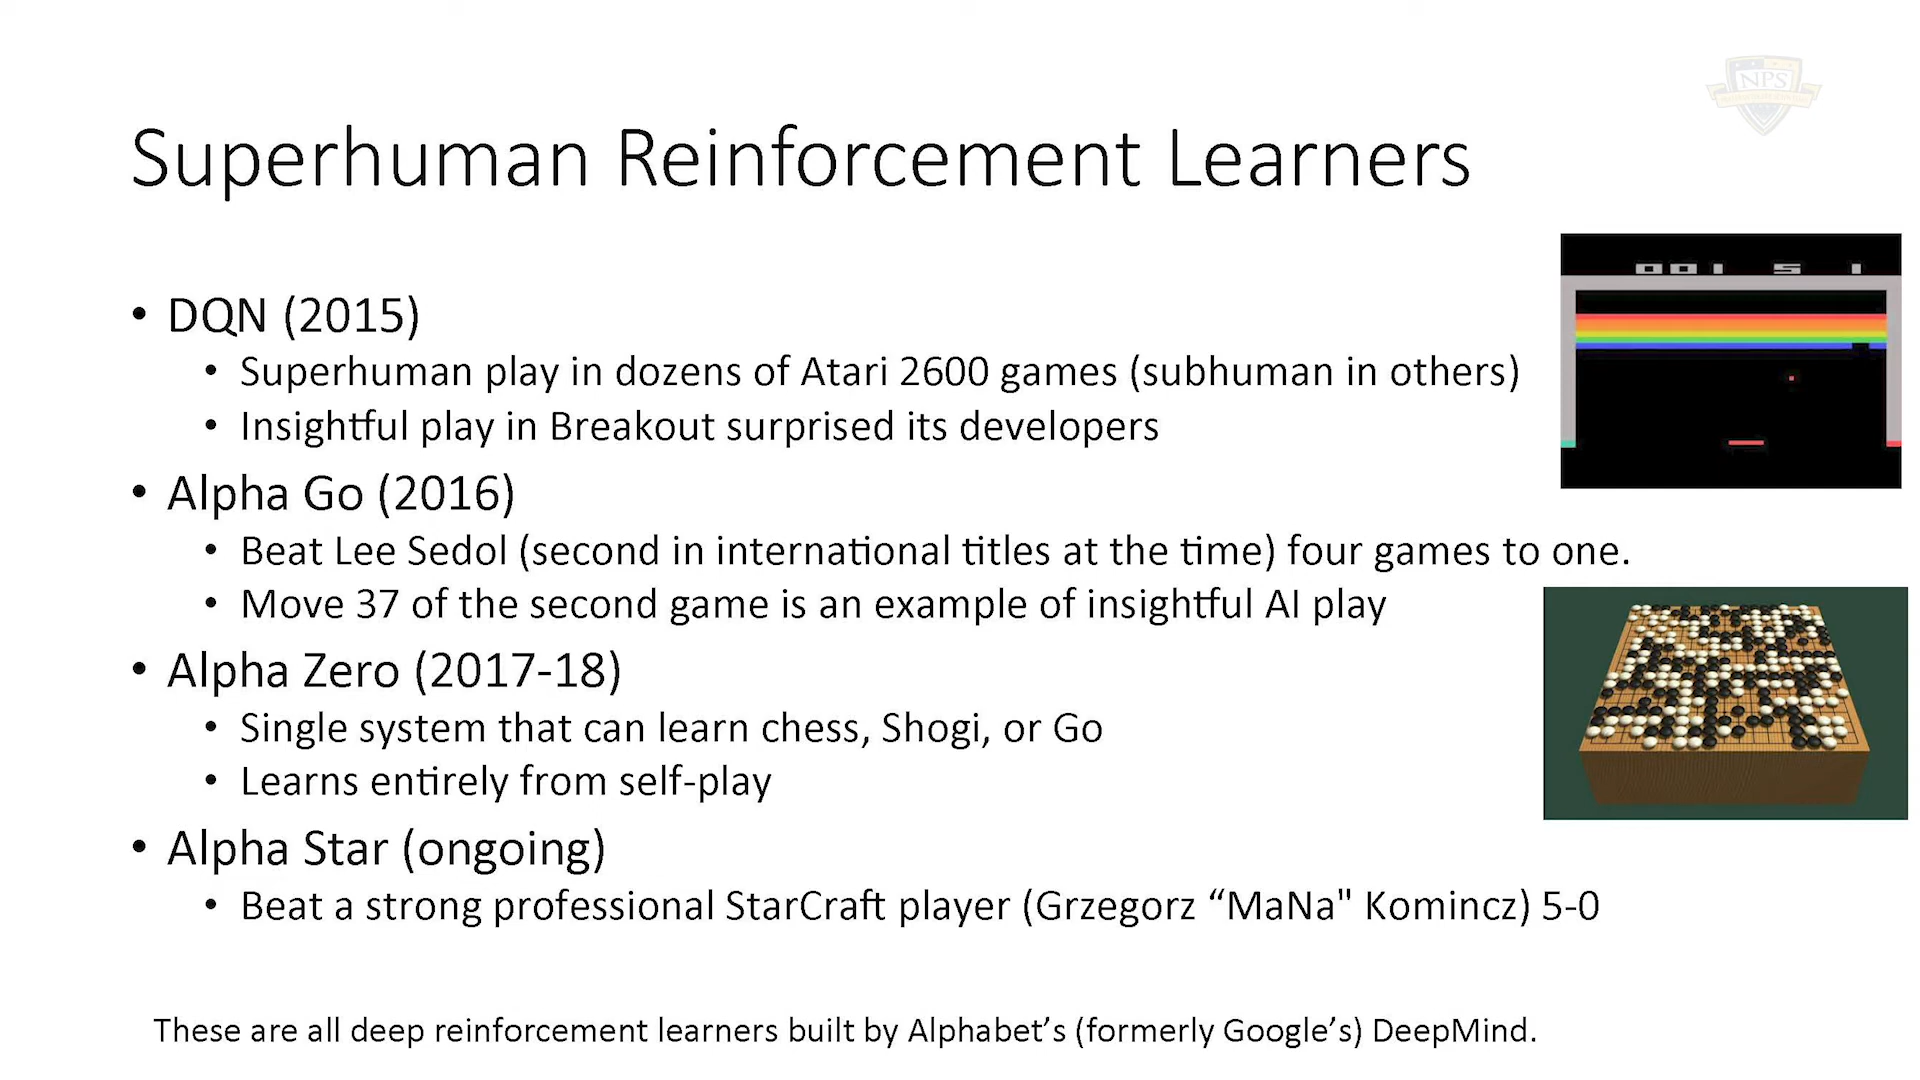 NPS
Superhuman Reinforcement Learners
001 5 1
• DQN (2015)
• Superhuman play in dozens of Atari 2600 games (subhuman in others)
• Insightful play in Breakout surprised its developers
• Alpha Go (2016)
• Beat Lee Sedol (second in international titles at the time) four games to one.
• Move 37 of the second game is an example of insightful AI play
• Alpha Zero (2017-18)
• Single system that can learn chess, Shogi, or Go
• Learns entirely from self-play
• Alpha Star (ongoing)
• Beat a strong professional StarCraft player (Grzegorz “MaNa" Komincz) 5-0
These are all deep reinforcement learners built by Alphabet’s (formerly Google’s) DeepMind.